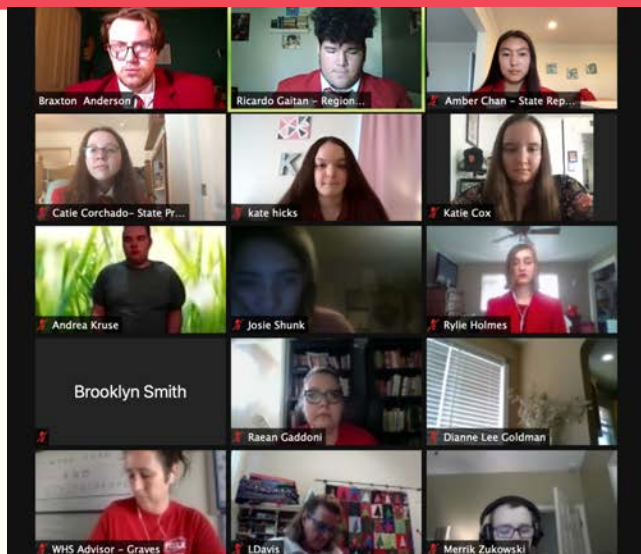 Braxton Anderson
Ricardo Gaitan - Region...
Amber Chan - State Rep...
Catie Corchado- State Pr...
kate hicks
Katie Cox
Andrea Kruse
Josie Shunk
Rylie Holmes
Brooklyn Smith
Raean Gaddoni
Dianne Lee Goldman
WHS Advisor - Graves
LDavis
Merrik Zukowski